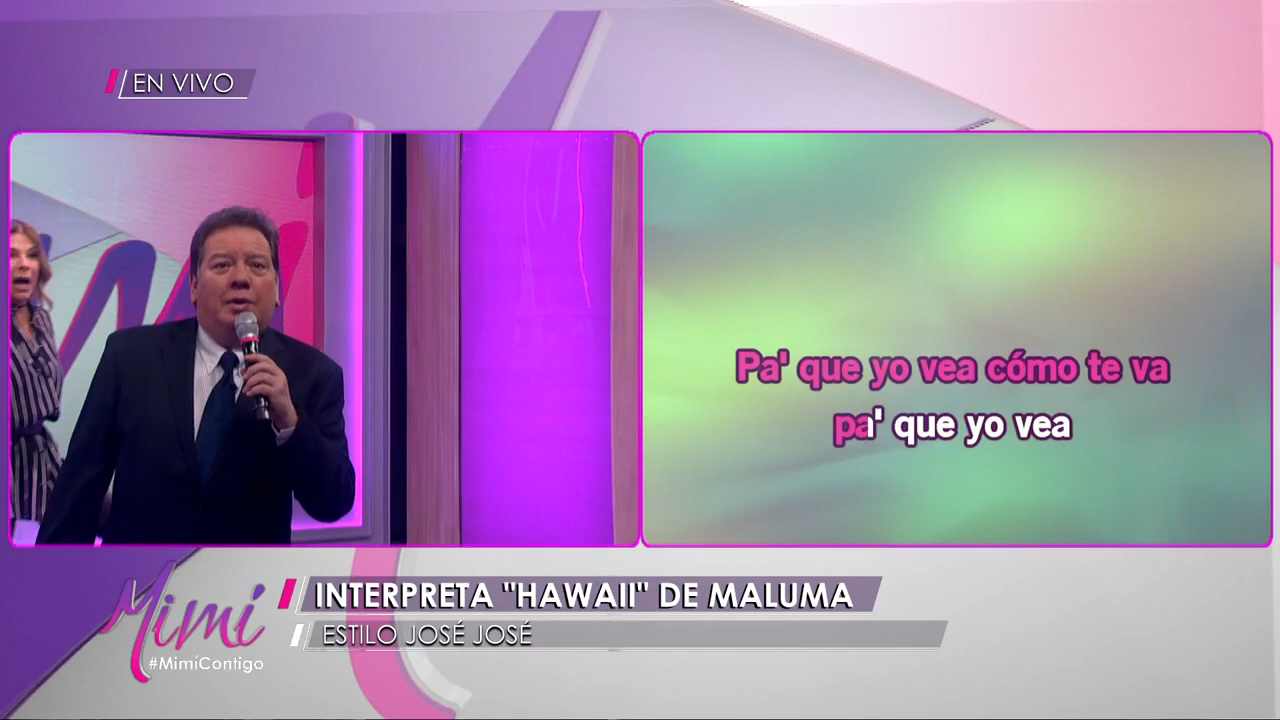 EN VIVO
Pa' que yo vea cómo te va
pa' que yo vea
INTERPRETA "HAWAII" DE MALUMA
ESTILO JOSÉ JOSÉ
Mimi
#MimíContigo